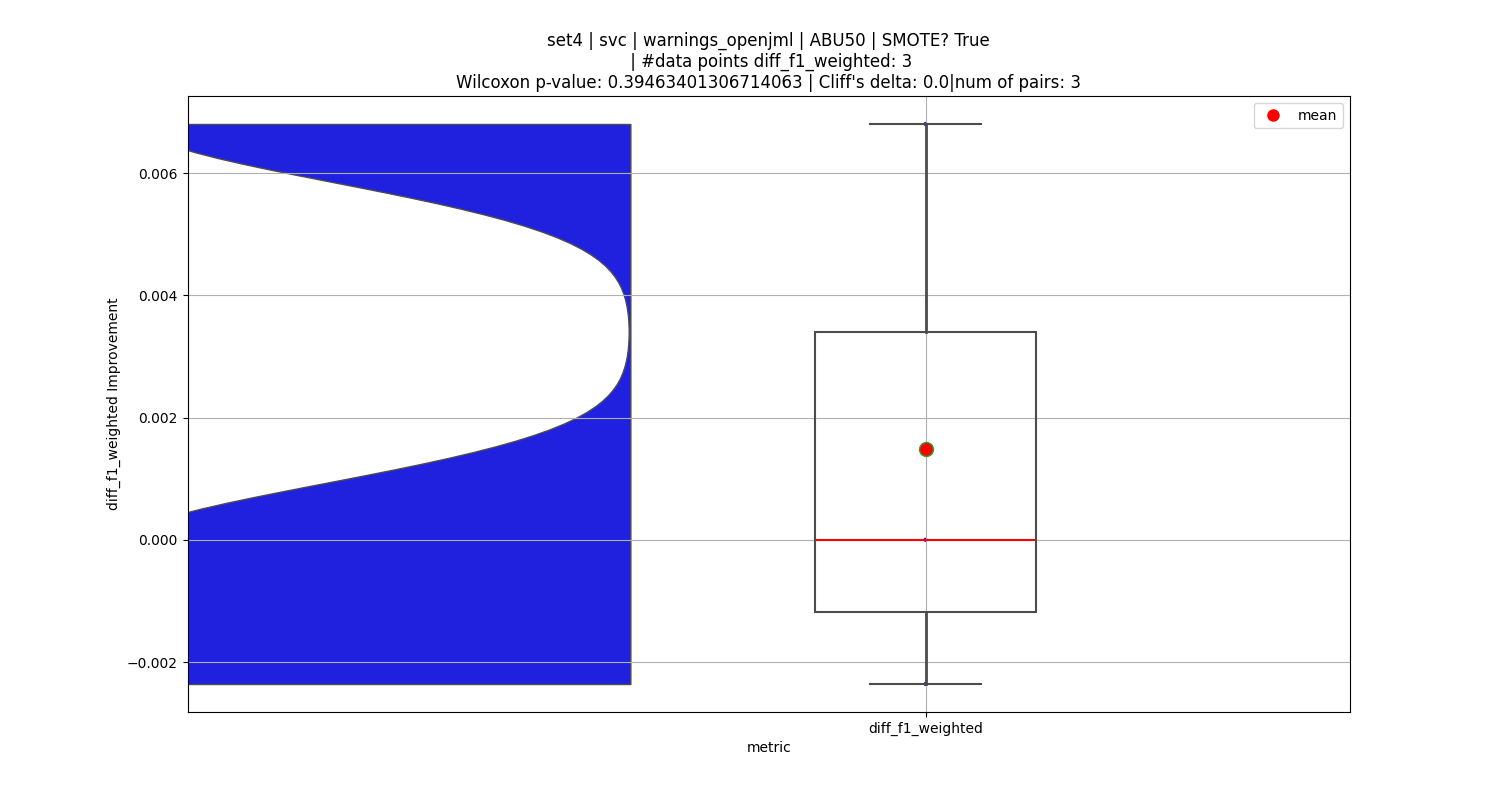 set4 | svc | warnings_openjml | ABU50 | SMOTE? True
| #data points diff_f1_weighted: 3
Wilcoxon p-value: 0.39463401306714063 | Cliff's delta: 0.0|num of pairs: 3
mean
0.006
0.004
0.002
0.000
−0.002
diff_f1_weighted Improvement
diff_f1_weighted
metric